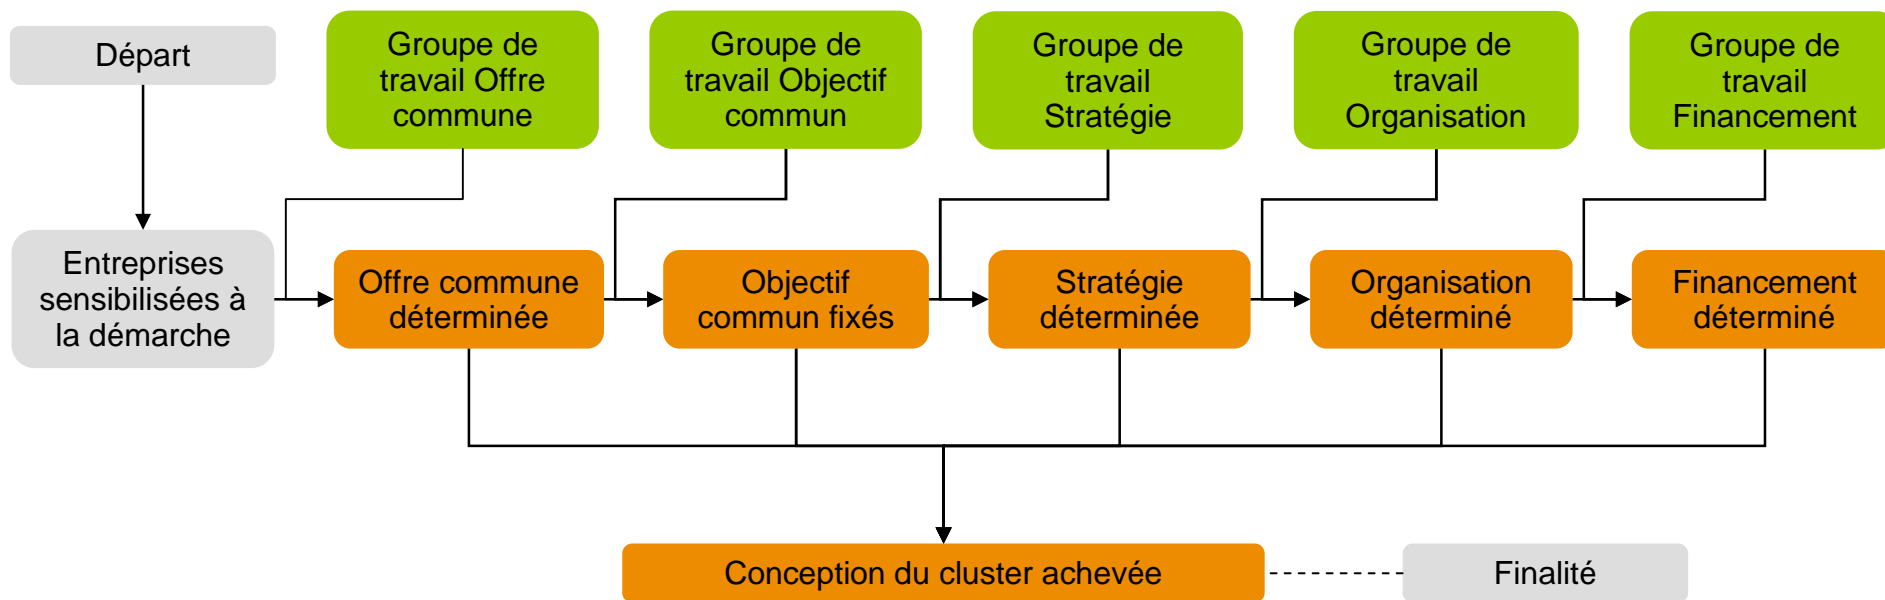 Départ
Groupe de
travail Offre
commune
Groupe de
travail Objectif
commun
Groupe de
travail
Stratégie
Groupe de
travail
Organisation
Groupe de
travail
Financement
Entreprises
sensibilisées à
la démarche
Offre commune
déterminée
Objectif
commun fixés
Stratégie
déterminée
Organisation
déterminé
Financement
déterminé
Conception du cluster achevée
Finalité